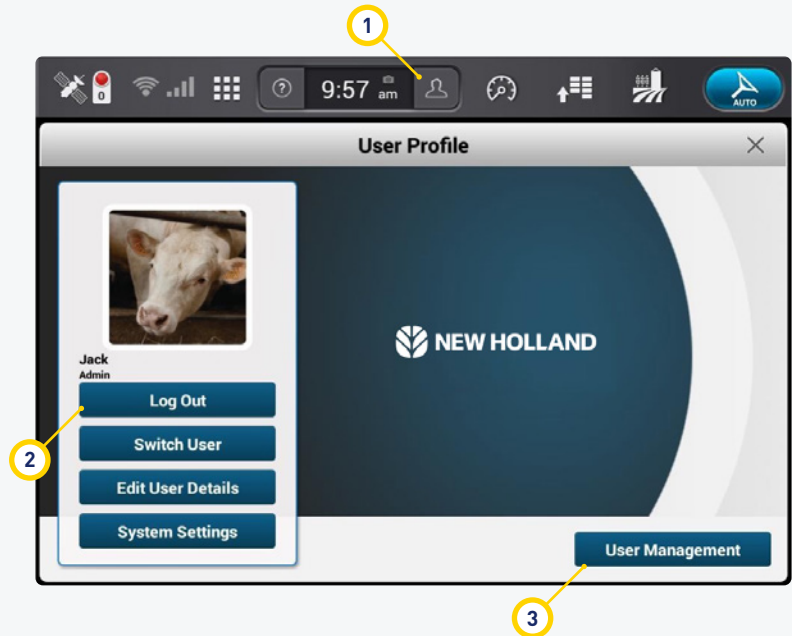 1
0
?
9:57 am
AUTO
User Profile
NEW HOLLAND
Jack
Admin
Log Out
2
Switch User
Edit User Details
System Settings
User Management
3